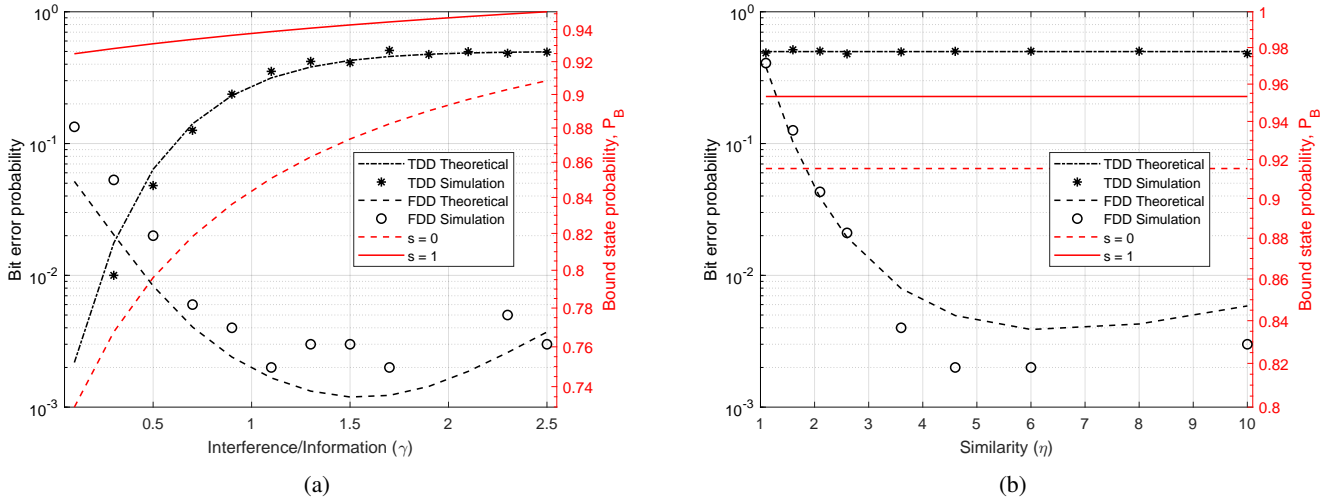 10^0
10^-1
10^-2
10^-3
Bit error probability
0.5
1
1.5
2
2.5
Interference/Information (γ)
0.94
0.92
0.9
0.88
0.86
0.84
0.82
0.8
0.78
0.76
0.74
Bound state probability, P_B
TDD Theoretical
TDD Simulation
FDD Theoretical
FDD Simulation
s = 0
s = 1
(a)
10^0
10^-1
10^-2
10^-3
Bit error probability
1
2
3
4
5
6
7
8
9
10
Similarity (η)
1
0.98
0.96
0.94
0.92
0.9
0.88
0.86
0.84
0.82
0.8
Bound state probability, P_B
TDD Theoretical
TDD Simulation
FDD Theoretical
FDD Simulation
s = 0
s = 1
(b)